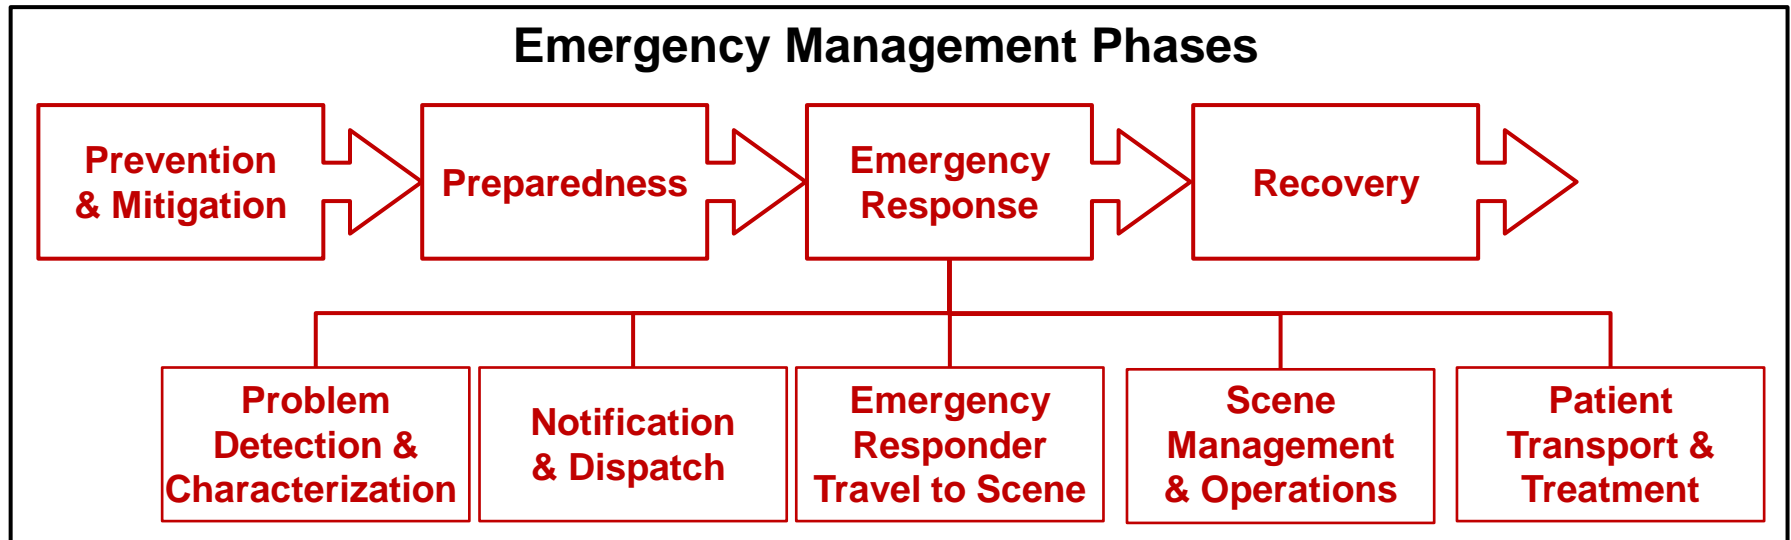 Emergency Management Phases
Prevention
& Mitigation
Preparedness
Emergency
Response
Recovery
Problem
Detection &
Characterization
Notification
& Dispatch
Emergency
Responder
Travel to Scene
Scene
Management
& Operations
Patient
Transport &
Treatment